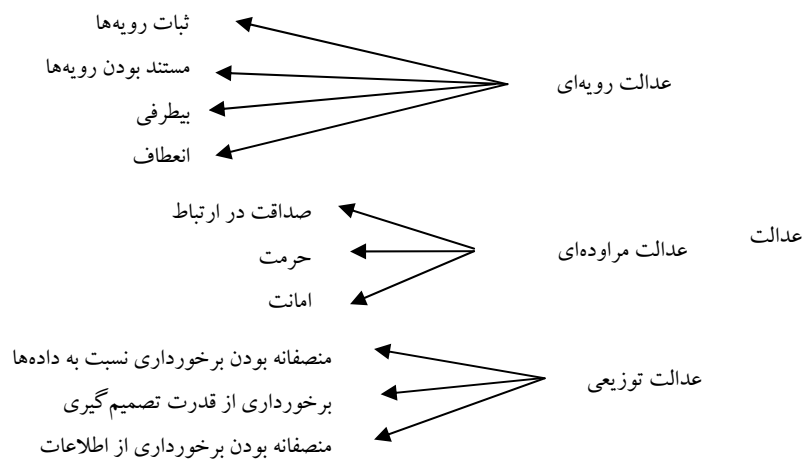 عدالت
عدالت رویه‌ای
ثبات رویه‌ها
مستند بودن رویه‌ها
بیطرفی
انعطاف
عدالت مراوده‌ای
صداقت در ارتباط
حرمت
امانت
عدالت توزیعی
منصفانه بودن برخورداری نسبت به داده‌ها
برخورداری از قدرت تصمیم‌گیری
منصفانه بودن برخورداری از اطلاعات